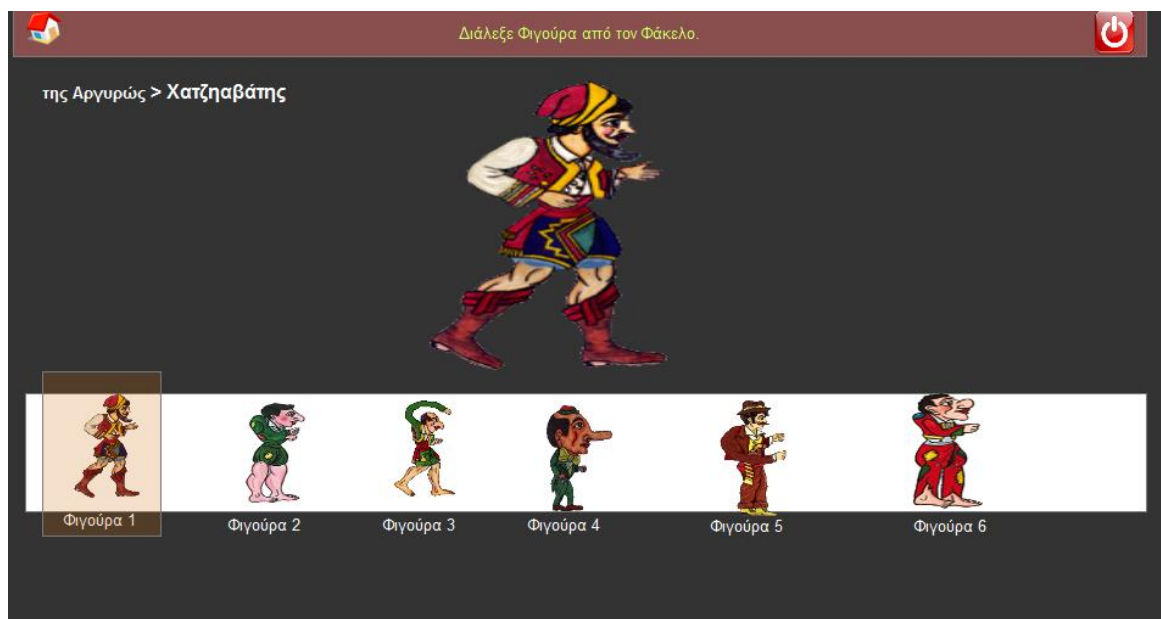 Διάλεξε Φιγούρα από τον Φάκελο.
της Αργυρώς > Χατζηαβάτης
Φιγούρα 1
Φιγούρα 2
Φιγούρα 3
Φιγούρα 4
Φιγούρα 5
Φιγούρα 6